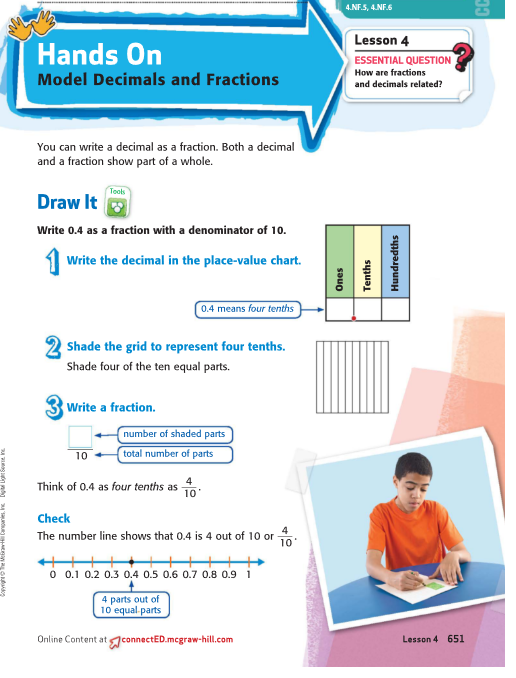 4.NF.5, 4.NF.6
CC
Hands On
Model Decimals and Fractions
Lesson 4
ESSENTIAL QUESTION
How are fractions
and decimals related?
?
You can write a decimal as a fraction. Both a decimal
and a fraction show part of a whole.
Draw It
Tools
Write 0.4 as a fraction with a denominator of 10.
1 Write the decimal in the place-value chart.
Ones
Tenths
Hundredths
0.4 means four tenths
2 Shade the grid to represent four tenths.
Shade four of the ten equal parts.
3 Write a fraction.
number of shaded parts
10
total number of parts
Think of 0.4 as four tenths as 4/10.
Check
The number line shows that 0.4 is 4 out of 10 or 4/10.
0 0.1 0.2 0.3 0.4 0.5 0.6 0.7 0.8 0.9 1
4 parts out of
10 equal parts
Copyright © The McGraw-Hill Companies, Inc. Digital Light Source, Inc.
Online Content at connectED.mcgraw-hill.com
Lesson 4 651